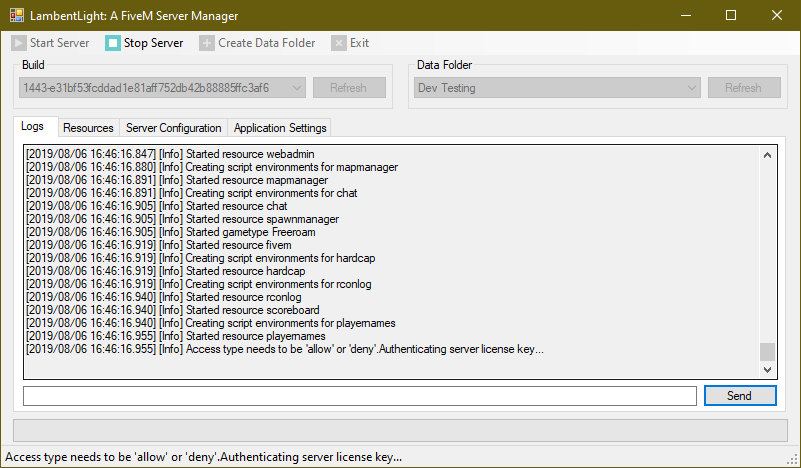 LambentLight: A FiveM Server Manager
Start Server Stop Server Create Data Folder Exit
Build Data Folder
1443-e31bf53fcddad1e81aff752db42b88885ffc3af6 Refresh Dev Testing Refresh
Logs Resources Server Configuration Application Settings
[2019/08/06 16:46:16.847] [Info] Started resource webadmin
[2019/08/06 16:46:16.880] [Info] Creating script environments for mapmanager
[2019/08/06 16:46:16.891] [Info] Started resource mapmanager
[2019/08/06 16:46:16.891] [Info] Creating script environments for chat
[2019/08/06 16:46:16.905] [Info] Started resource chat
[2019/08/06 16:46:16.905] [Info] Started resource spawnmanager
[2019/08/06 16:46:16.905] [Info] Started gametype Freeroam
[2019/08/06 16:46:16.919] [Info] Started resource fivem
[2019/08/06 16:46:16.919] [Info] Creating script environments for hardcap
[2019/08/06 16:46:16.919] [Info] Started resource hardcap
[2019/08/06 16:46:16.919] [Info] Creating script environments for rconlog
[2019/08/06 16:46:16.940] [Info] Started resource rconlog
[2019/08/06 16:46:16.940] [Info] Started resource scoreboard
[2019/08/06 16:46:16.940] [Info] Creating script environments for playernames
[2019/08/06 16:46:16.955] [Info] Started resource playernames
[2019/08/06 16:46:16.955] [Info] Access type needs to be 'allow' or 'deny'.Authenticating server license key...
Send
Access type needs to be 'allow' or 'deny'.Authenticating server license key...